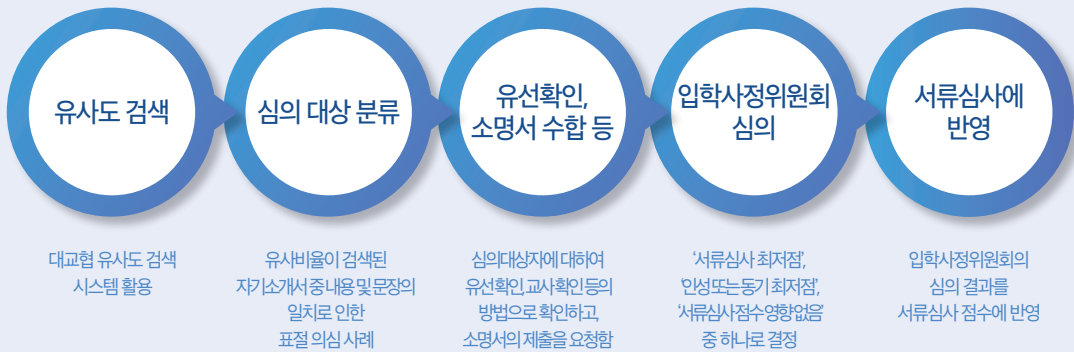 유사도 검색
심의 대상 분류
유선확인,
소명서 수합 등
입학사정위원회
심의
서류심사에
반영
대교협 유사도 검색
시스템 활용
유사비율이 검색된
자기소개서 중 내용 및 문장의
일치로 인한
표절 의심 사례
심의대상자에 대하여
유선확인, 교사확인 등의
방법으로 확인하고,
소명서의 제출을 요청함
‘서류심사 최저점’,
‘인성 또는 동기 최저점’,
‘서류심사 점수 영향 없음’
중 하나로 결정
입학사정위원회의
심의 결과를
서류심사 점수에 반영